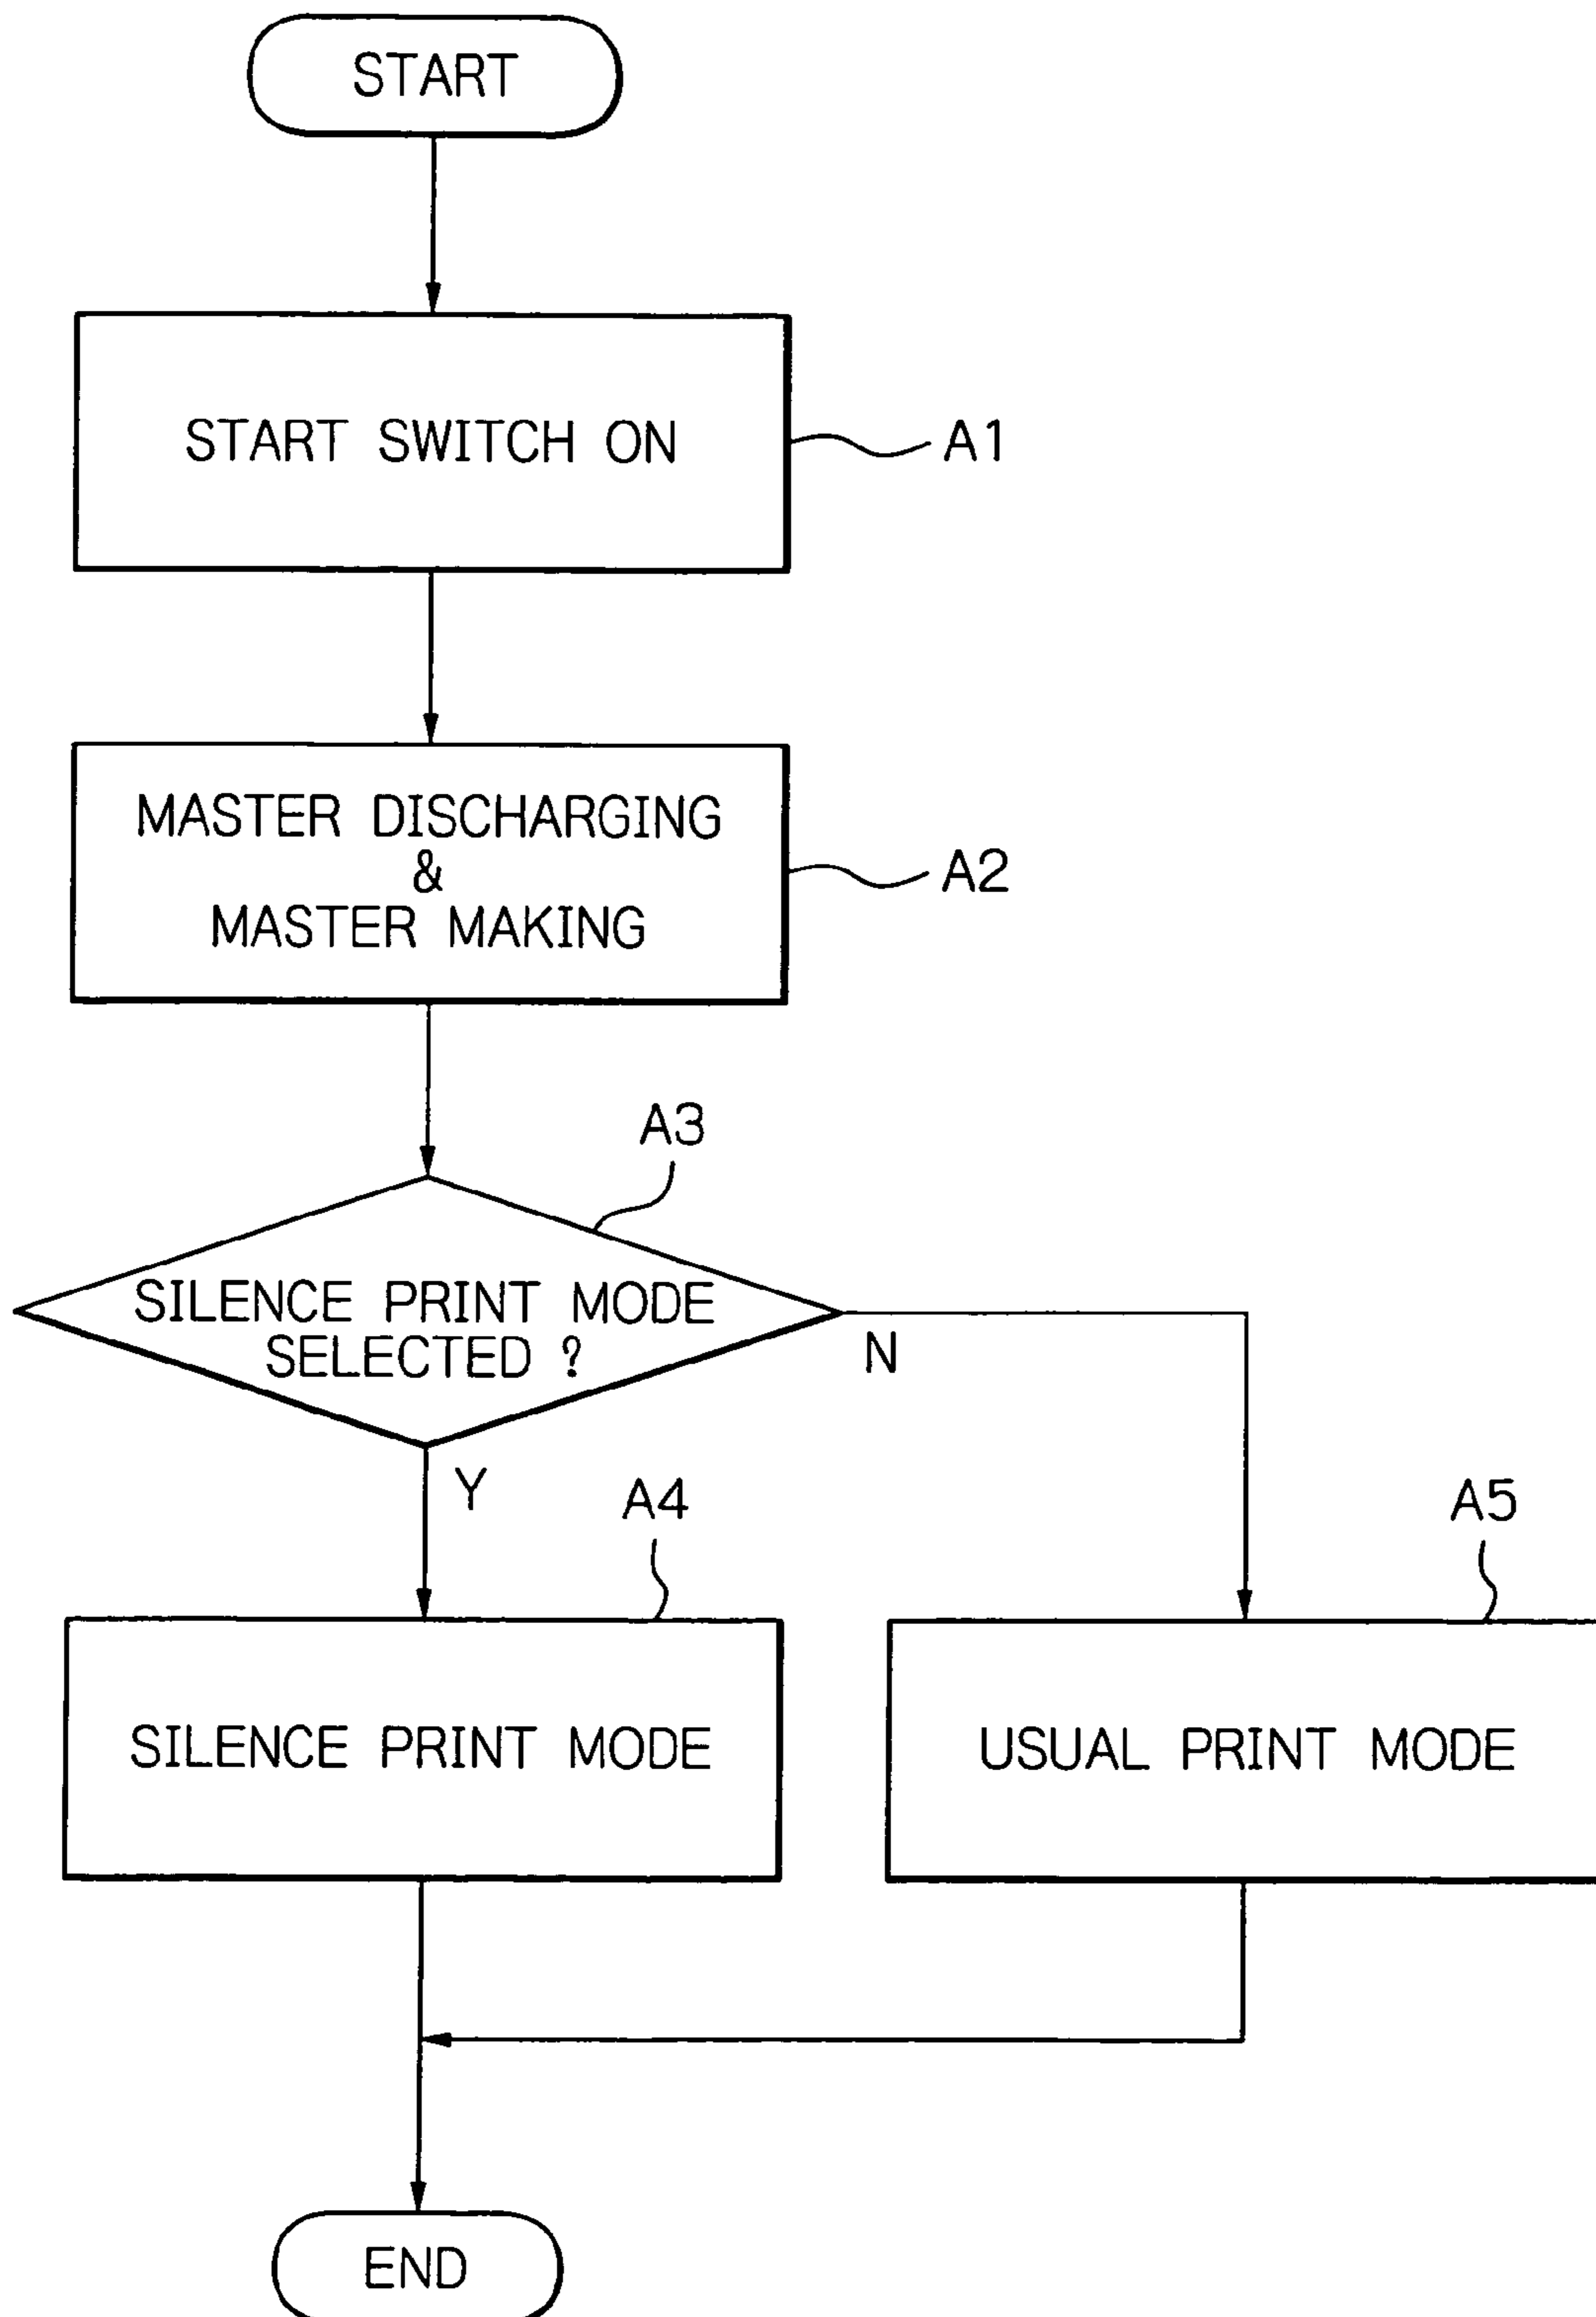 START
START SWITCH ON
A1
MASTER DISCHARGING
&
MASTER MAKING
A2
A3
SILENCE PRINT MODE
SELECTED ?
N
Y
A4
A5
SILENCE PRINT MODE
USUAL PRINT MODE
END